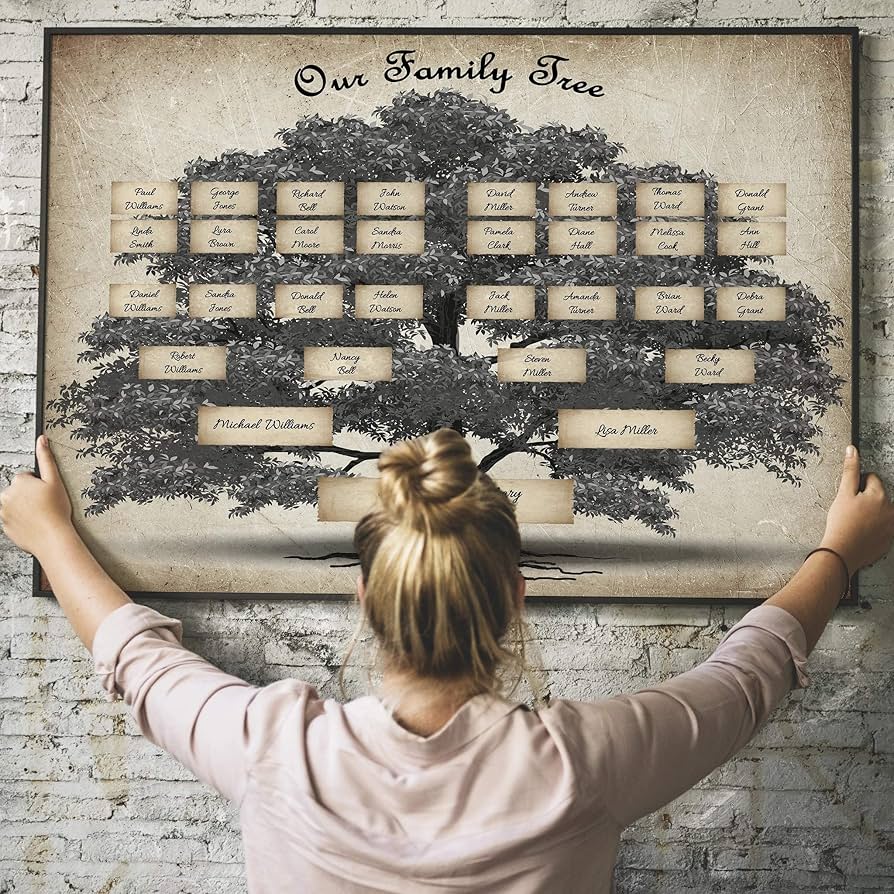 Our Family Tree
Paul
Williams
George
Jones
Richard
Bell
John
Watson
David
Miller
Andrew
Turner
Thomas
Ward
Donald
Grant
Linda
Smith
Lura
Brown
Carol
Moore
Sandra
Morris
Pamela
Clark
Diane
Hall
Melissa
Cook
Ann
Hill
Daniel
Williams
Sandra
Jones
Donald
Bell
Helen
Watson
Jack
Miller
Amanda
Turner
Brian
Ward
Debra
Grant
Robert
Williams
Nancy
Bell
Steven
Miller
Becky
Ward
Michael Williams
Lisa Miller